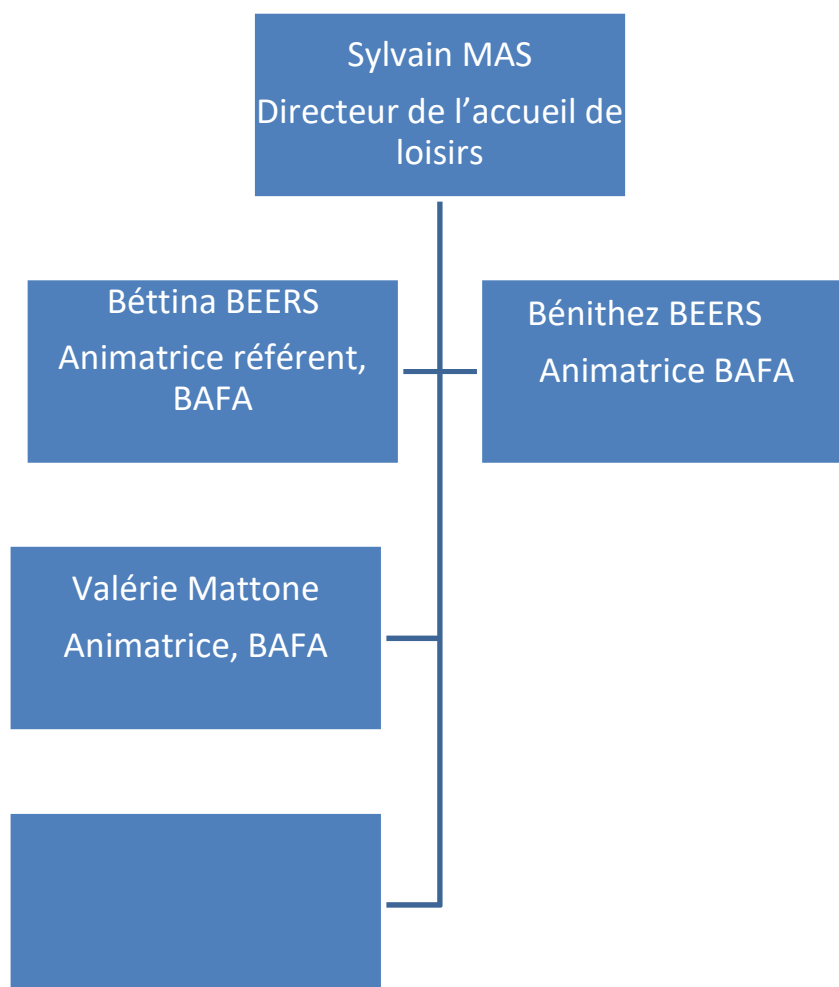 Sylvain MAS
Directeur de l’accueil de
loisirs
Béttina BEERS
Animatrice référent,
BAFA
Bénithez BEERS
Animatrice BAFA
Valérie Mattone
Animatrice, BAFA